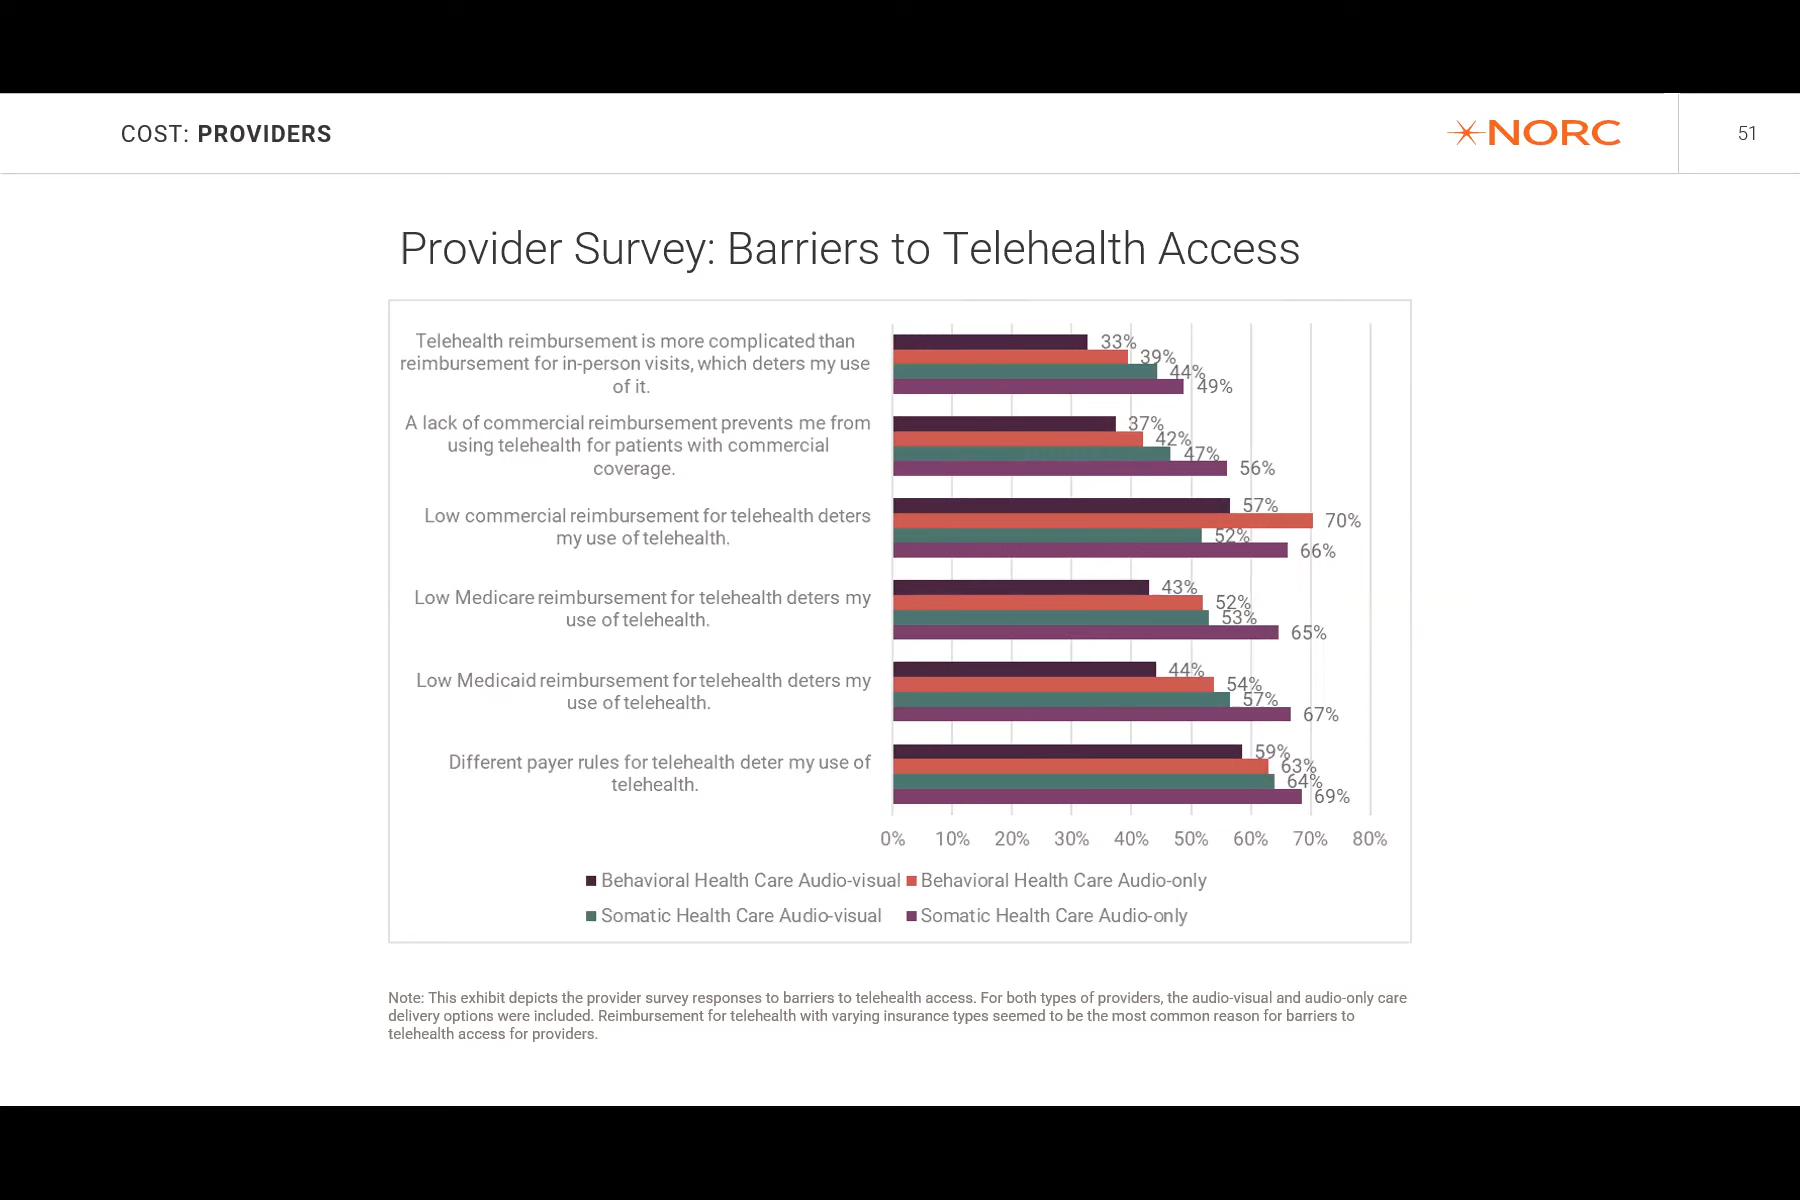 COST: PROVIDERS
NORC
51
Provider Survey: Barriers to Telehealth Access
Telehealth reimbursement is more complicated than
reimbursement for in-person visits, which deters my use
of it.
33%
39%
44%
49%
A lack of commercial reimbursement prevents me from
using telehealth for patients with commercial
coverage.
37%
42%
47%
56%
Low commercial reimbursement for telehealth deters
my use of telehealth.
57%
70%
52%
66%
Low Medicare reimbursement for telehealth deters my
use of telehealth.
43%
52%
53%
65%
Low Medicaid reimbursement for telehealth deters my
use of telehealth.
44%
54%
57%
67%
Different payer rules for telehealth deter my use of
telehealth.
59%
63%
64%
69%
0% 10% 20% 30% 40% 50% 60% 70% 80%
Behavioral Health Care Audio-visual Behavioral Health Care Audio-only
Somatic Health Care Audio-visual Somatic Health Care Audio-only
Note: This exhibit depicts the provider survey responses to barriers to telehealth access. For both types of providers, the audio-visual and audio-only care
delivery options were included. Reimbursement for telehealth with varying insurance types seemed to be the most common reason for barriers to
telehealth access for providers.